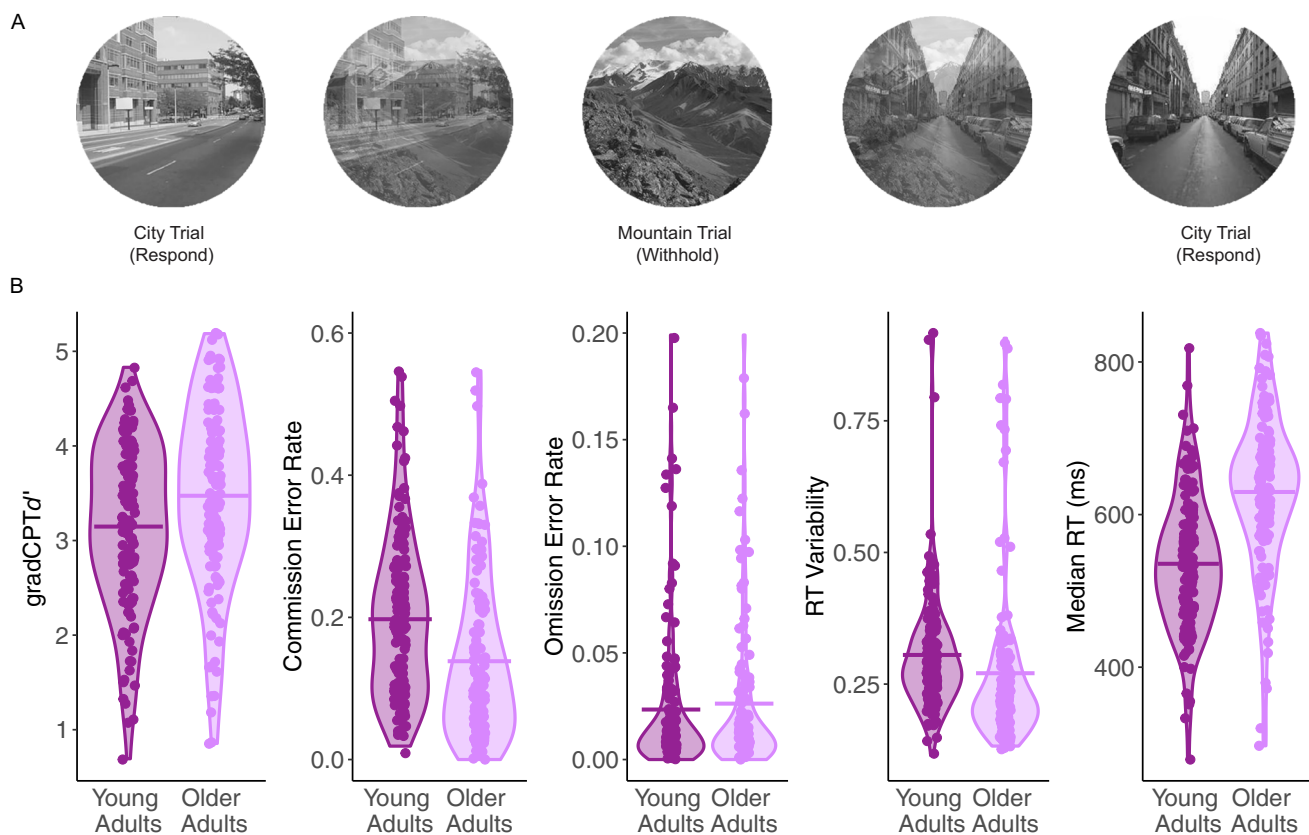 A
City Trial
(Respond)
Mountain Trial
(Withhold)
City Trial
(Respond)
B
gradCPTd'
5
4
3
2
1
Young
Adults
Older
Adults
Commission Error Rate
0.6
0.4
0.2
0.0
Young
Adults
Older
Adults
Omission Error Rate
0.20
0.15
0.10
0.05
0.00
Young
Adults
Older
Adults
RT Variability
0.75
0.50
0.25
Young
Adults
Older
Adults
Median RT (ms)
800
600
400
Young
Adults
Older
Adults